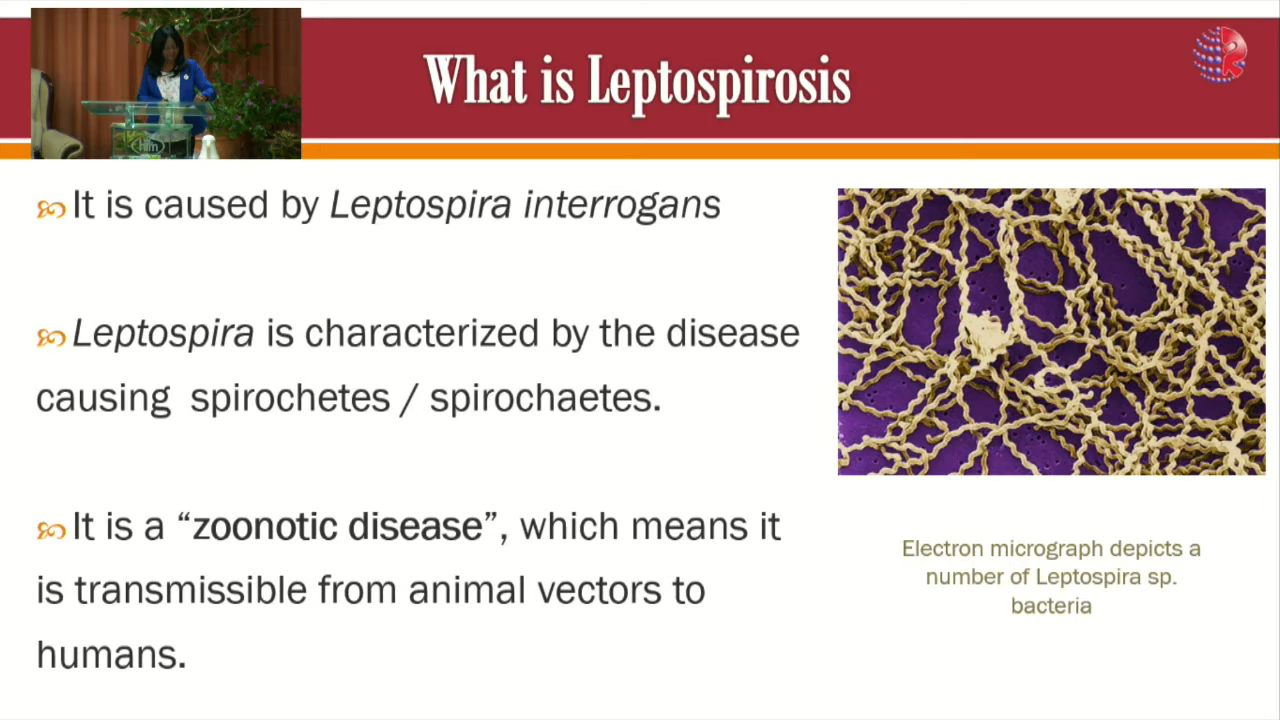 What is Leptospirosis
It is caused by Leptospira interrogans
Leptospira is characterized by the disease
causing spirochetes / spirochaetes.
It is a “zoonotic disease”, which means it
is transmissible from animal vectors to
humans.
Electron micrograph depicts a
number of Leptospira sp.
bacteria